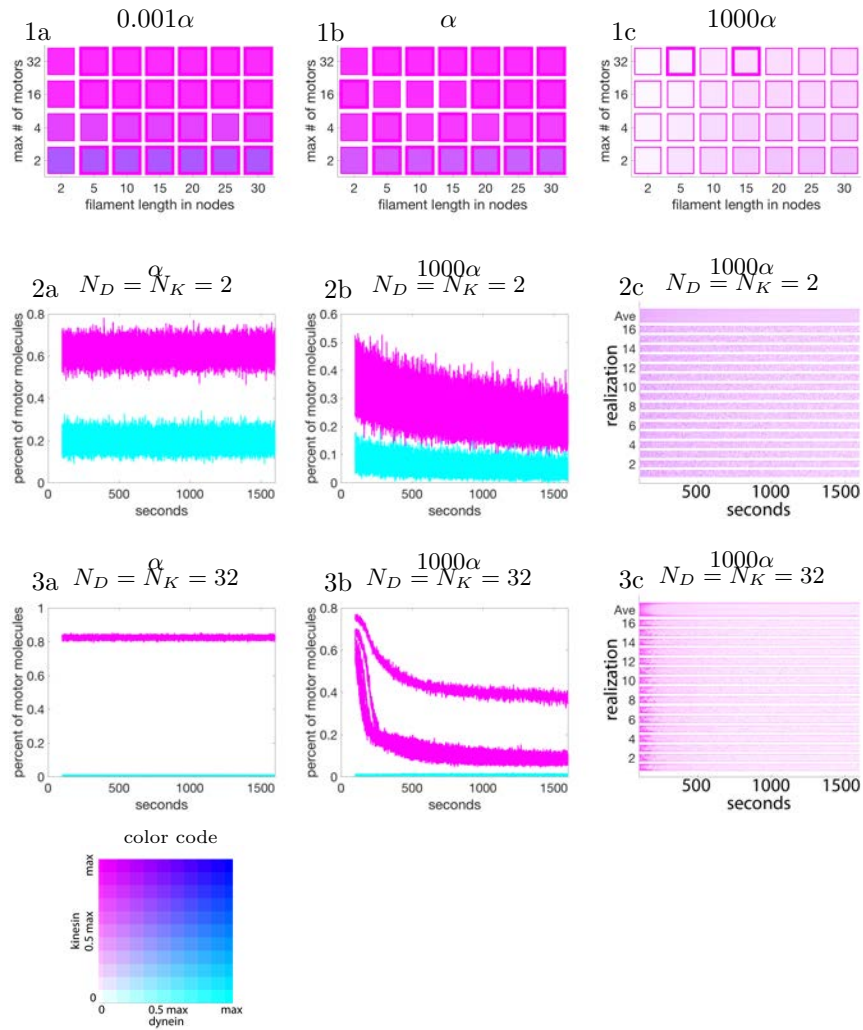 1a 0.001α
max # of motors
32
16
4
2
2 5 10 15 20 25 30
filament length in nodes
1b α
max # of motors
32
16
4
2
2 5 10 15 20 25 30
filament length in nodes
1c 1000α
max # of motors
32
16
4
2
2 5 10 15 20 25 30
filament length in nodes
2a α
N_D = N_K = 2
percent of motor molecules
0.8
0.6
0.4
0.2
0
0 500 1000 1500
seconds
2b 1000α
N_D = N_K = 2
percent of motor molecules
0.6
0.5
0.4
0.3
0.2
0.1
0
0 500 1000 1500
seconds
2c 1000α
N_D = N_K = 2
realization
Ave
16
14
12
10
8
6
4
2
500 1000 1500
seconds
3a α
N_D = N_K = 32
percent of motor molecules
1
0.8
0.6
0.4
0.2
0
0 500 1000 1500
seconds
3b 1000α
N_D = N_K = 32
percent of motor molecules
0.8
0.6
0.4
0.2
0
0 500 1000 1500
seconds
3c 1000α
N_D = N_K = 32
realization
Ave
16
14
12
10
8
6
4
2
500 1000 1500
seconds
color code
kinesin
max
0.5 max
0
0 0.5 max max
dynein